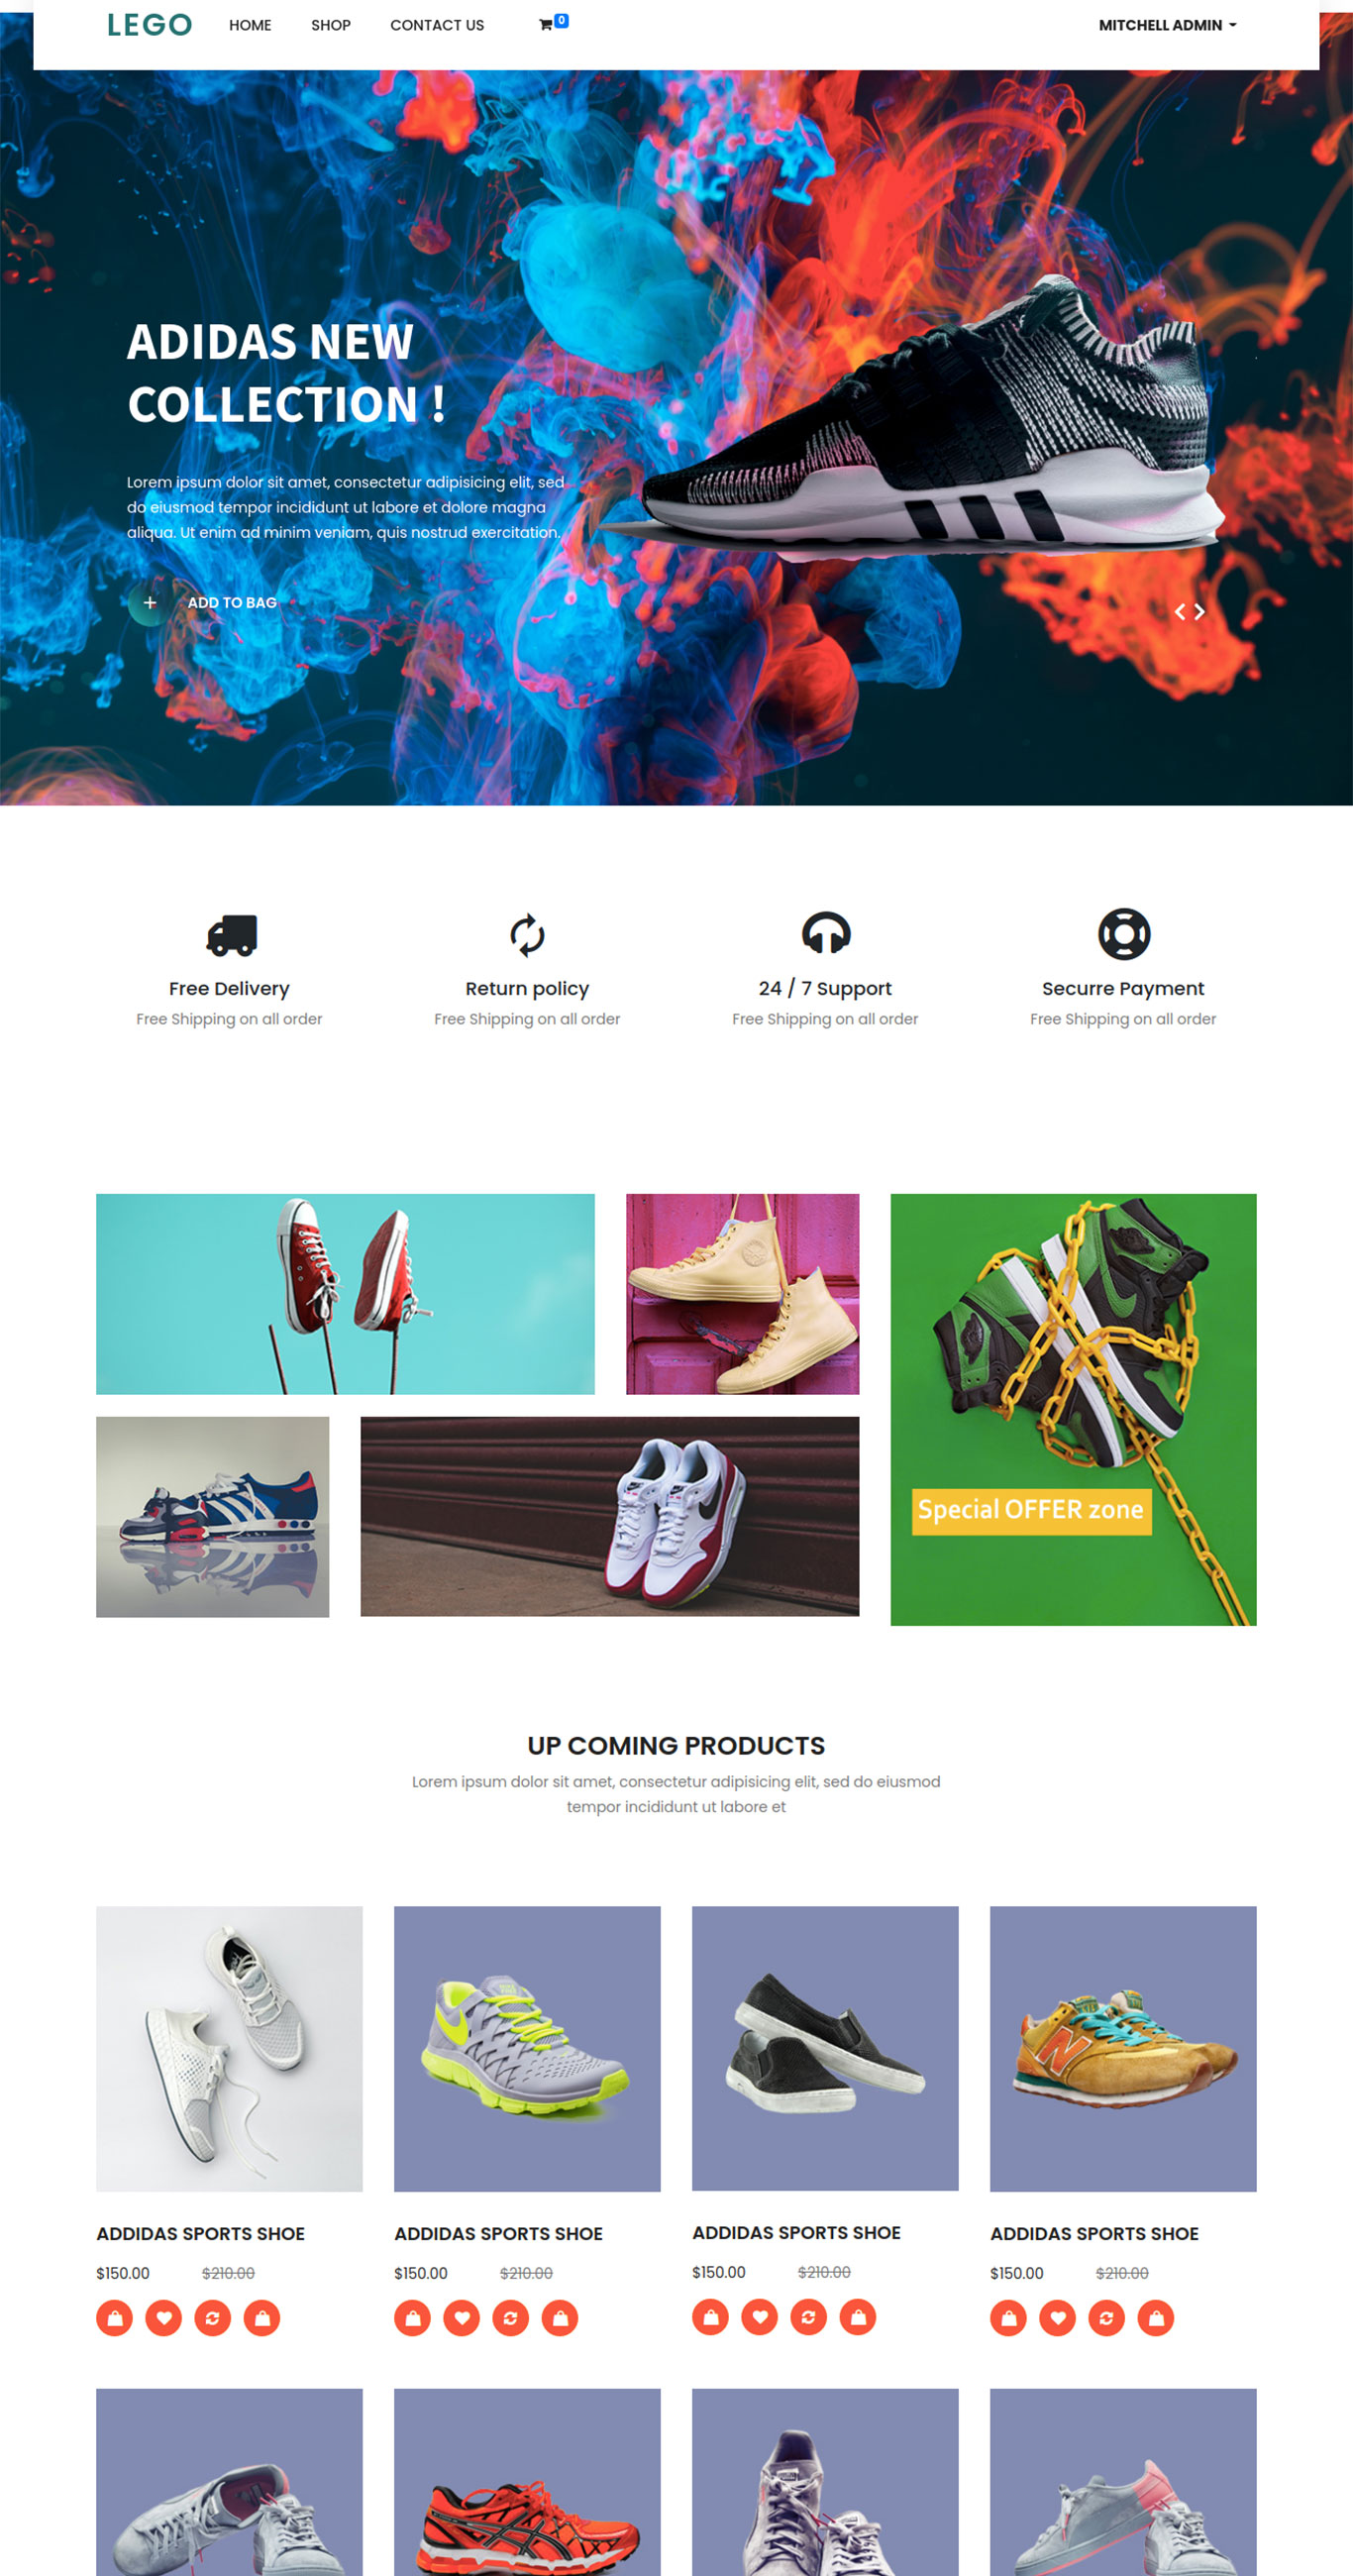 LEGO HOME SHOP CONTACT US 0 MITCHELL ADMIN
ADIDAS NEW
COLLECTION !
Lorem ipsum dolor sit amet, consectetur adipisicing elit, sed
do eiusmod tempor incididunt ut labore et dolore magna
aliqua. Ut enim ad minim veniam, quis nostrud exercitation.
+ ADD TO BAG
Free Delivery
Free Shipping on all order
Return policy
Free Shipping on all order
24 / 7 Support
Free Shipping on all order
Securre Payment
Free Shipping on all order
Special OFFER zone
UP COMING PRODUCTS
Lorem ipsum dolor sit amet, consectetur adipisicing elit, sed do eiusmod
tempor incididunt ut labore et
ADDIDAS SPORTS SHOE
$150.00 $210.00
ADDIDAS SPORTS SHOE
$150.00 $210.00
ADDIDAS SPORTS SHOE
$150.00 $210.00
ADDIDAS SPORTS SHOE
$150.00 $210.00